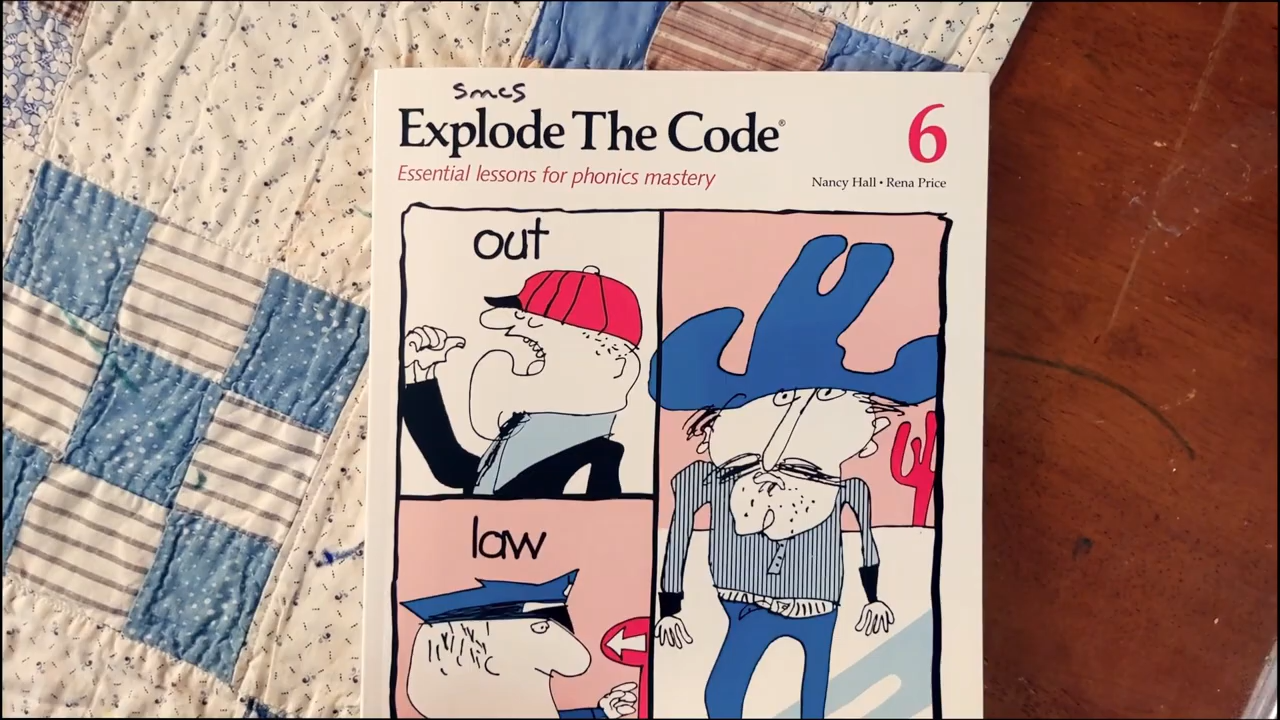 smcs
Explode The Code®
6
Essential lessons for phonics mastery
Nancy Hall • Rena Price
out
law